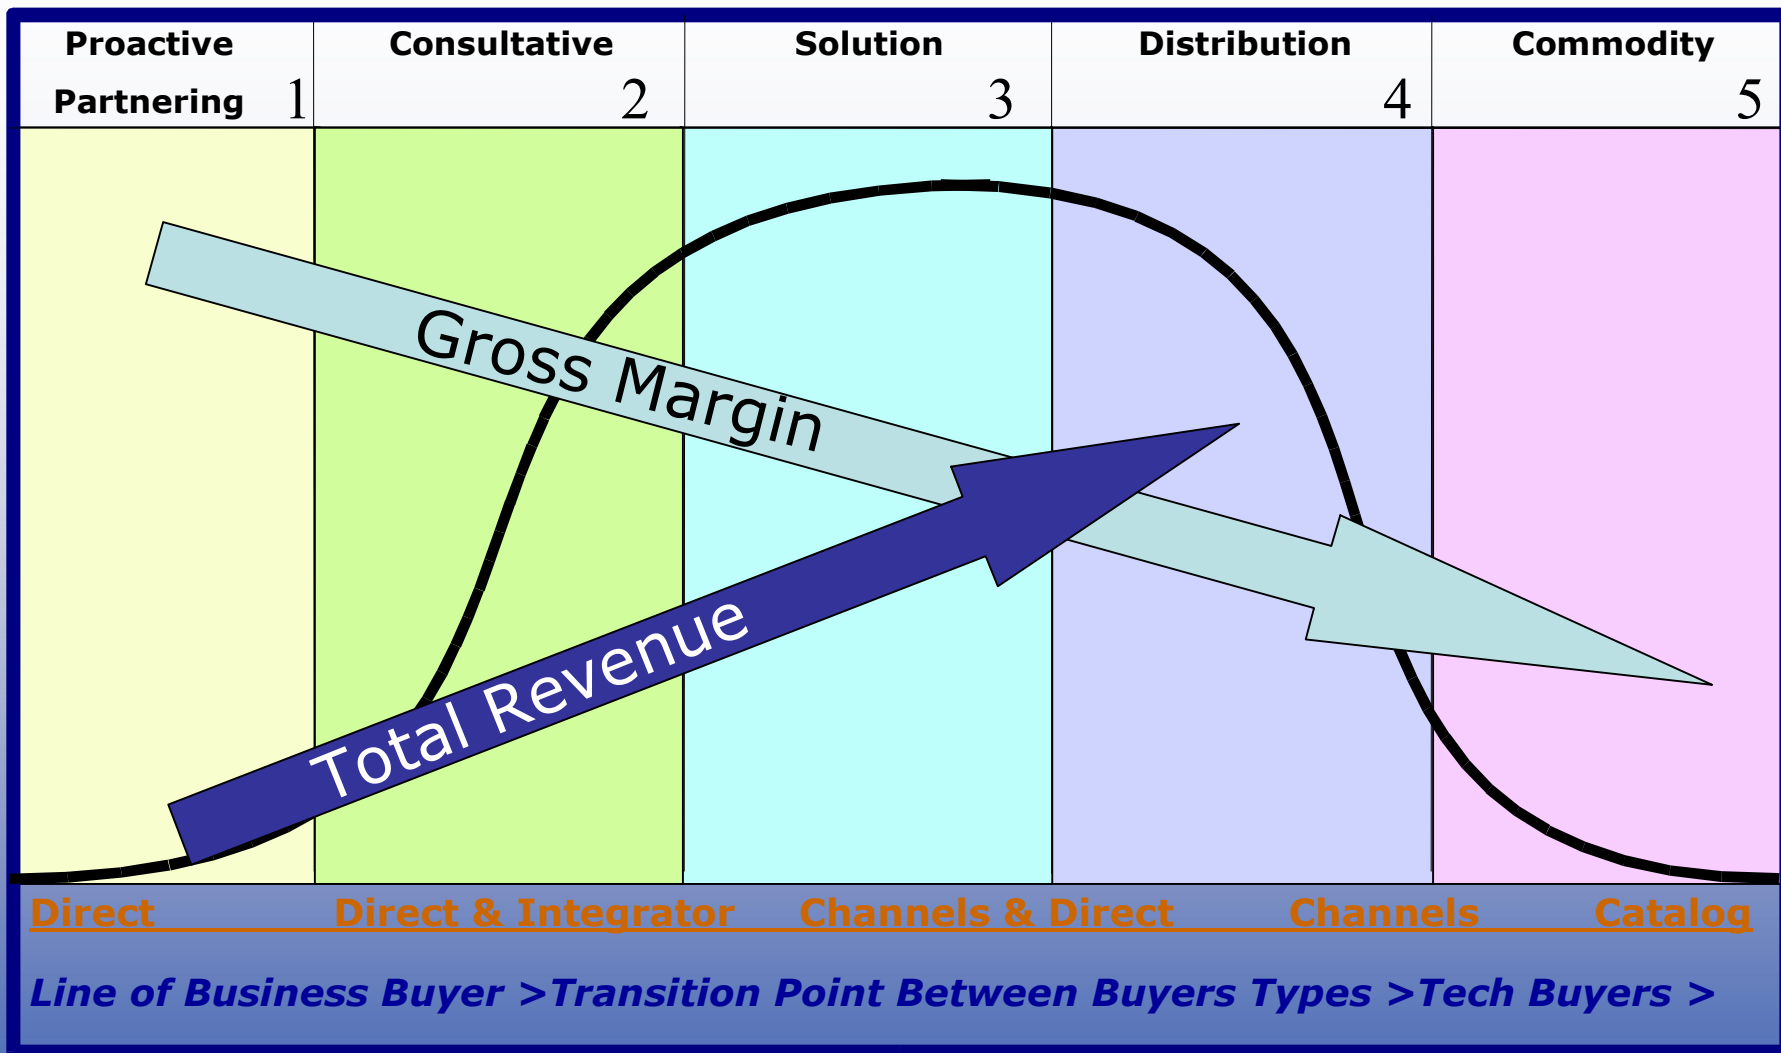 Proactive
Partnering 1
Consultative
2
Solution
3
Distribution
4
Commodity
5
Gross Margin
Total Revenue
Direct Direct & Integrator Channels & Direct Channels Catalog
Line of Business Buyer >Transition Point Between Buyers Types >Tech Buyers >